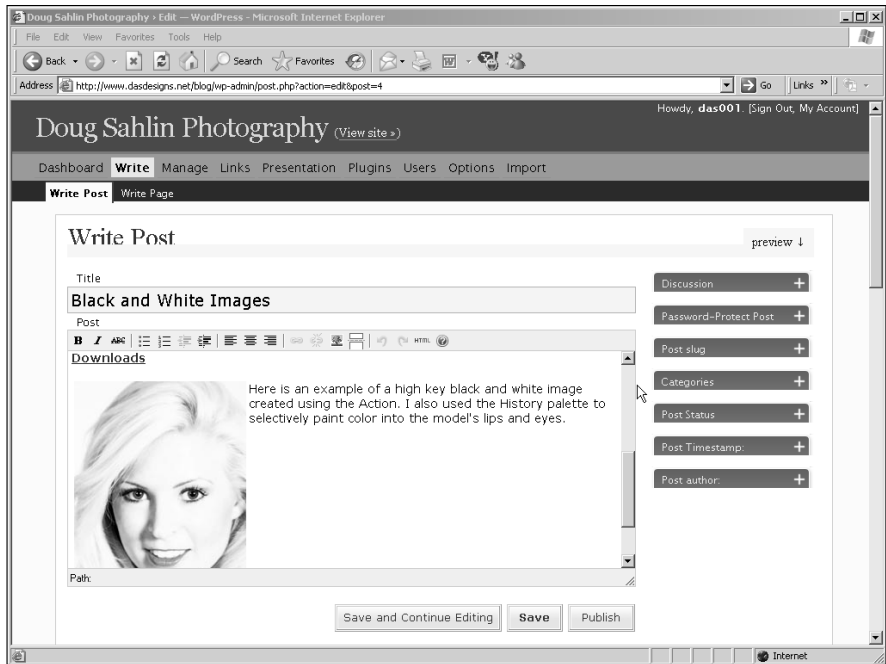 Doug Sahlin Photography › Edit — WordPress - Microsoft Internet Explorer
File Edit View Favorites Tools Help
Back Search Favorites
Address http://www.dasdesigns.net/blog/wp-admin/post.php?action=edit&post=4 Go Links »
Howdy, das001. [Sign Out, My Account]
Doug Sahlin Photography (View site »)
Dashboard Write Manage Links Presentation Plugins Users Options Import
Write Post Write Page
Write Post
preview ↓
Title
Black and White Images
Post
B I ABC HTML
Downloads
Here is an example of a high key black and white image
created using the Action. I also used the History palette to
selectively paint color into the model's lips and eyes.
Path:
Save and Continue Editing Save Publish
Discussion +
Password-Protect Post +
Post slug +
Categories +
Post Status +
Post Timestamp: +
Post author: +
Internet